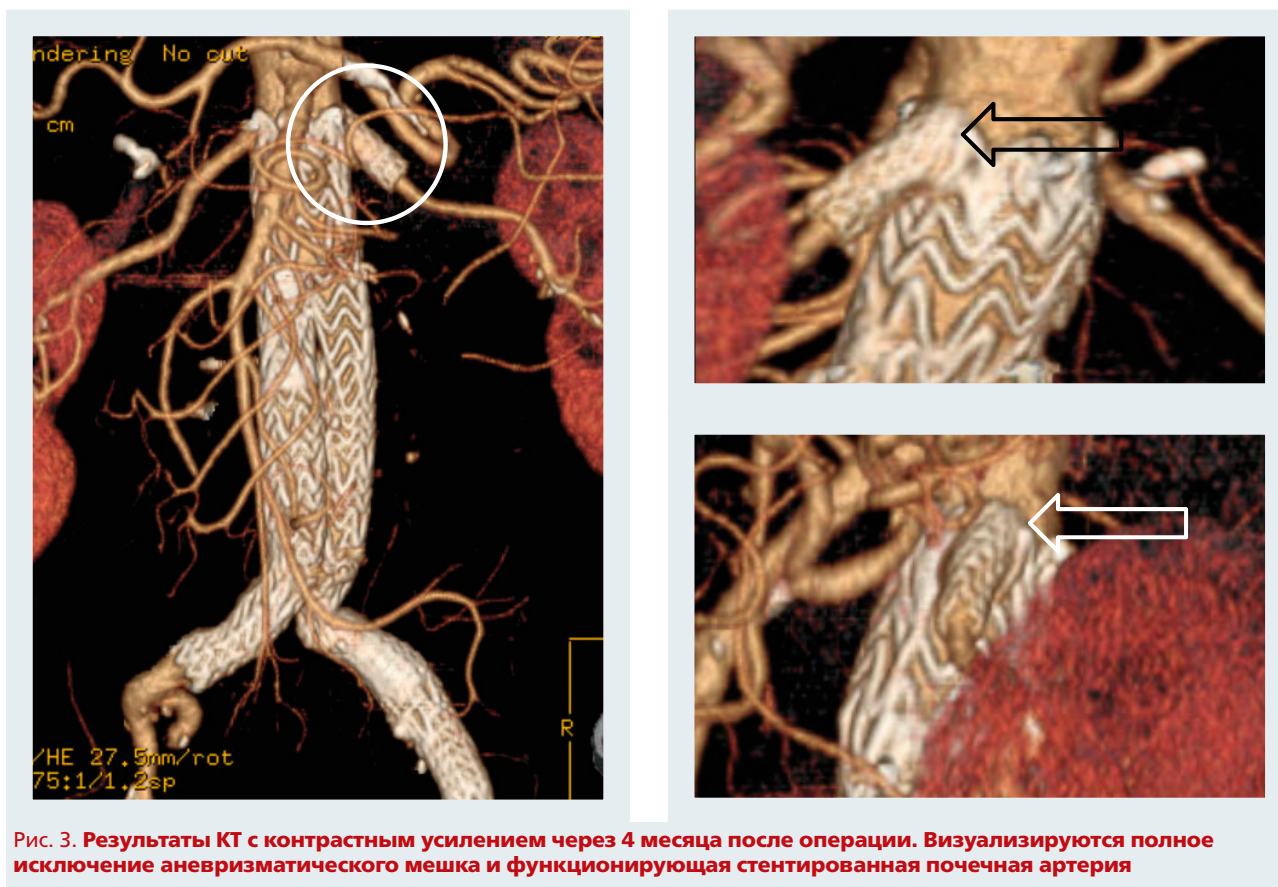 ndering No cut
cm
R
/HE 27.5mm/rot
75:1/1.2sp
Рис. 3. Результаты КТ с контрастным усилением через 4 месяца после операции. Визуализируются полное
исключение аневризматического мешка и функционирующая стентированная почечная артерия